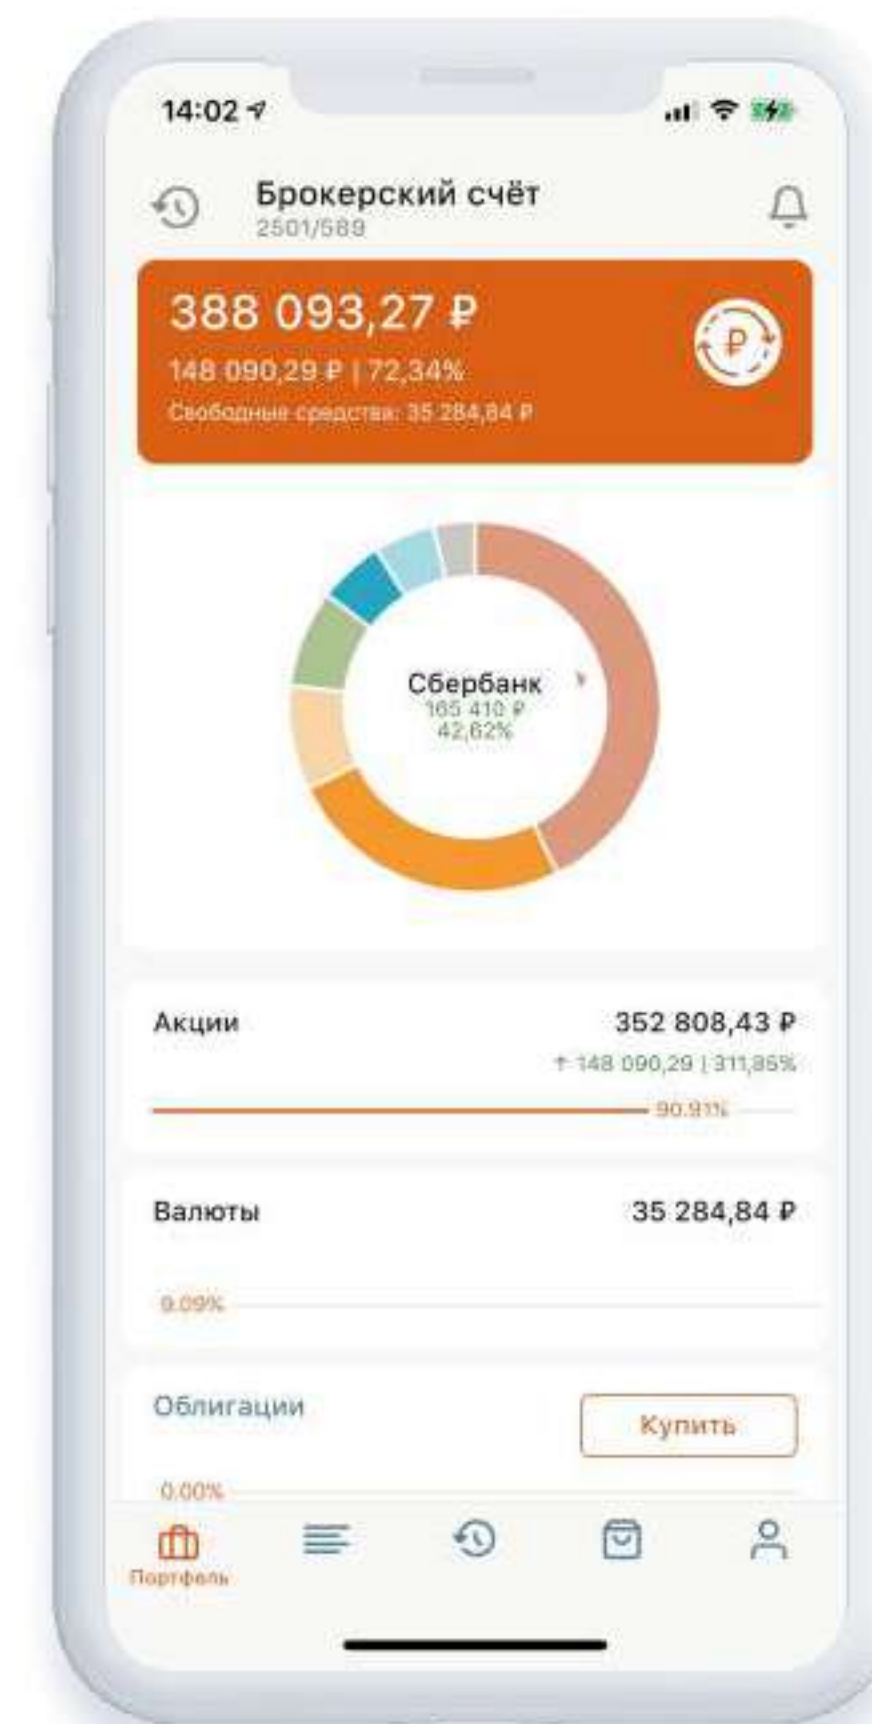 14:02
Брокерский счёт
2501/589
388 093,27 ₽
148 090,29 ₽ | 72,34%
Свободные средства: 35 284,84 ₽
Сбербанк
165 410 ₽
42,62%
Акции
352 808,43 ₽
↑ 148 090,29 | 311,86%
90.91%
Валюты
35 284,84 ₽
9.09%
Облигации
Купить
0.00%
Портфель